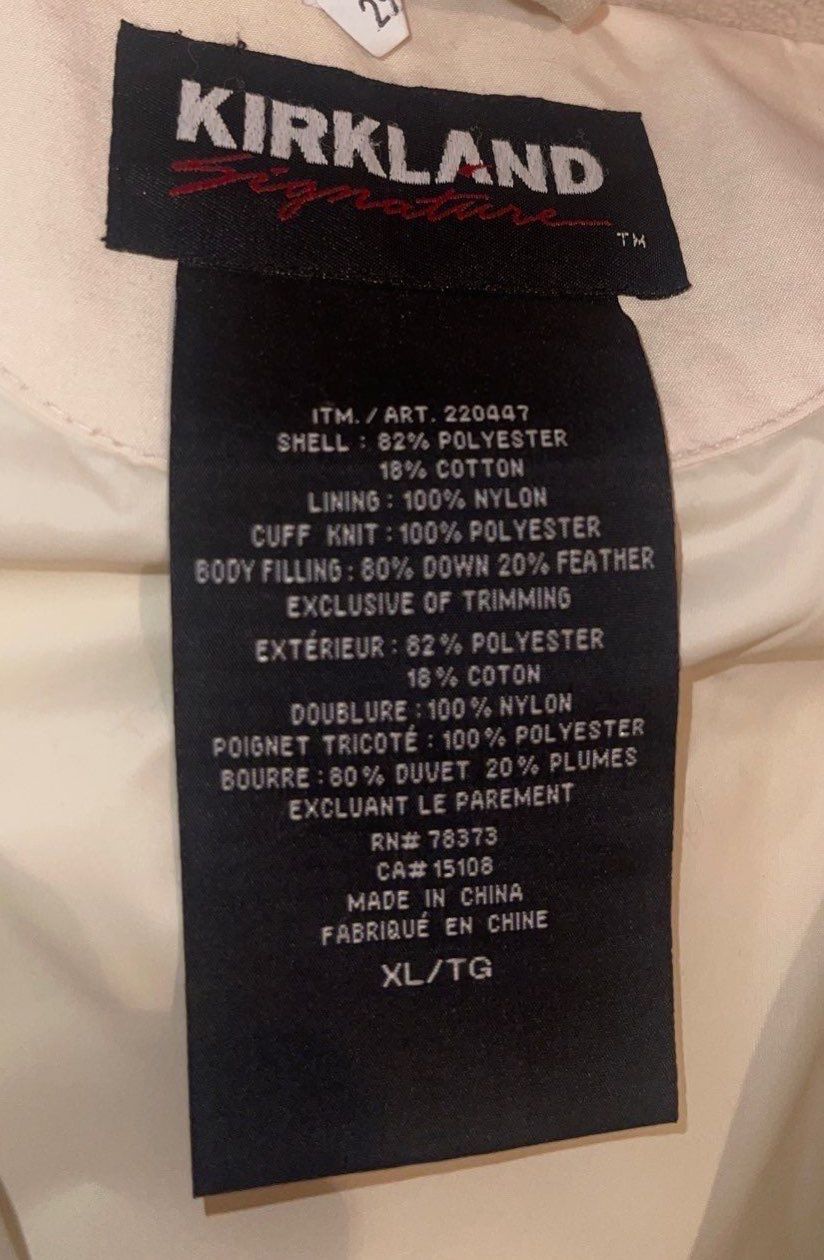 KIRKLAND
Signature
TM
ITM. / ART. 220447
SHELL : 82% POLYESTER
18% COTTON
LINING : 100% NYLON
CUFF KNIT : 100% POLYESTER
BODY FILLING : 80% DOWN 20% FEATHER
EXCLUSIVE OF TRIMMING
EXTÉRIEUR : 82% POLYESTER
18% COTON
DOUBLURE : 100% NYLON
POIGNET TRICOTÉ : 100% POLYESTER
BOURRE : 80% DUVET 20% PLUMES
EXCLUANT LE PAREMENT
RN# 78373
CA# 15108
MADE IN CHINA
FABRIQUÉ EN CHINE
XL/TG